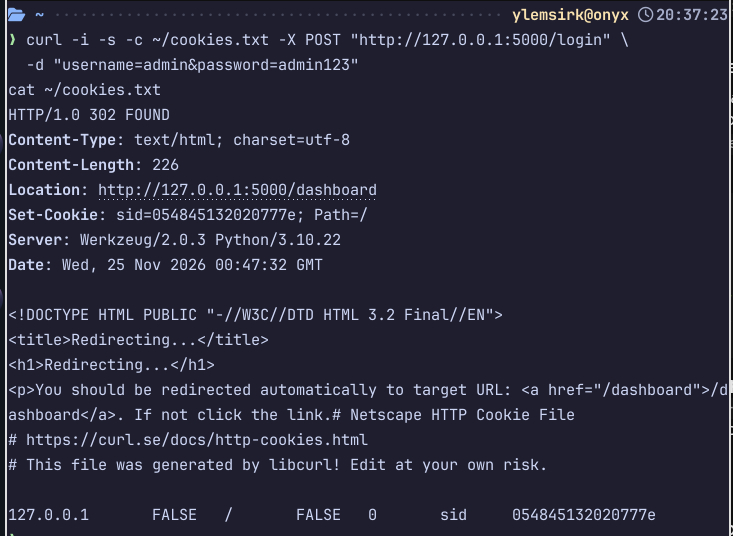 ~ ylemsirk@onyx 20:37:23
❯ curl -i -s -c ~/cookies.txt -X POST "http://127.0.0.1:5000/login" \
-d "username=admin&password=admin123"
cat ~/cookies.txt
HTTP/1.0 302 FOUND
Content-Type: text/html; charset=utf-8
Content-Length: 226
Location: http://127.0.0.1:5000/dashboard
Set-Cookie: sid=054845132020777e; Path=/
Server: Werkzeug/2.0.3 Python/3.10.22
Date: Wed, 25 Nov 2026 00:47:32 GMT

<!DOCTYPE HTML PUBLIC "-//W3C//DTD HTML 3.2 Final//EN">
<title>Redirecting...</title>
<h1>Redirecting...</h1>
<p>You should be redirected automatically to target URL: <a href="/dashboard">/d
ashboard</a>. If not click the link.# Netscape HTTP Cookie File
# https://curl.se/docs/http-cookies.html
# This file was generated by libcurl! Edit at your own risk.

127.0.0.1 FALSE / FALSE 0 sid 054845132020777e